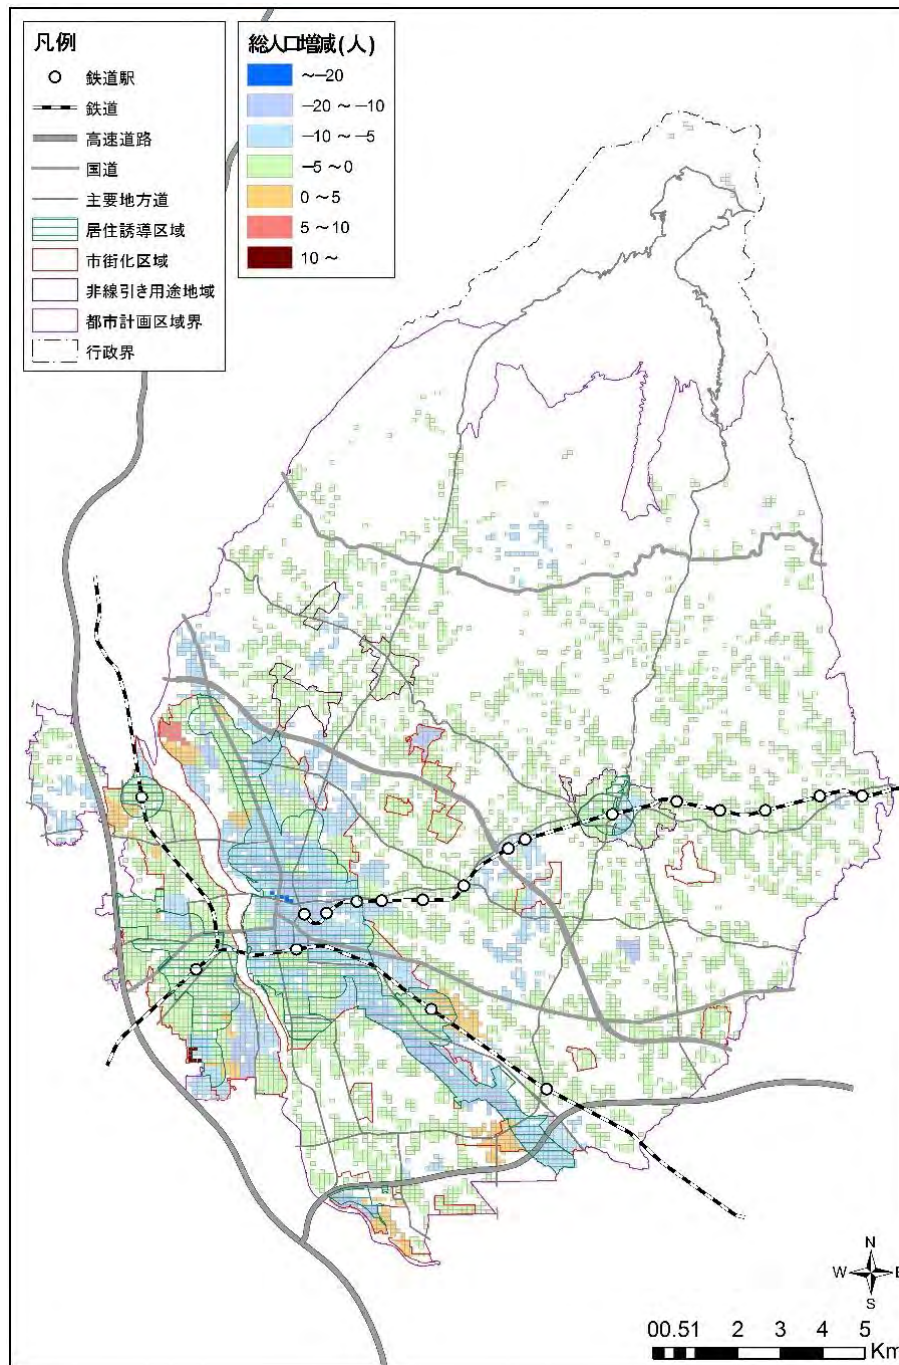 凡例
鉄道駅
鉄道
高速道路
国道
主要地方道
居住誘導区域
市街化区域
非線引き用途地域
都市計画区域界
行政界
総人口増減(人)
～-20
-20～-10
-10～-5
-5～0
0～5
5～10
10～
N
W E
S
00.51 2 3 4 5
Km